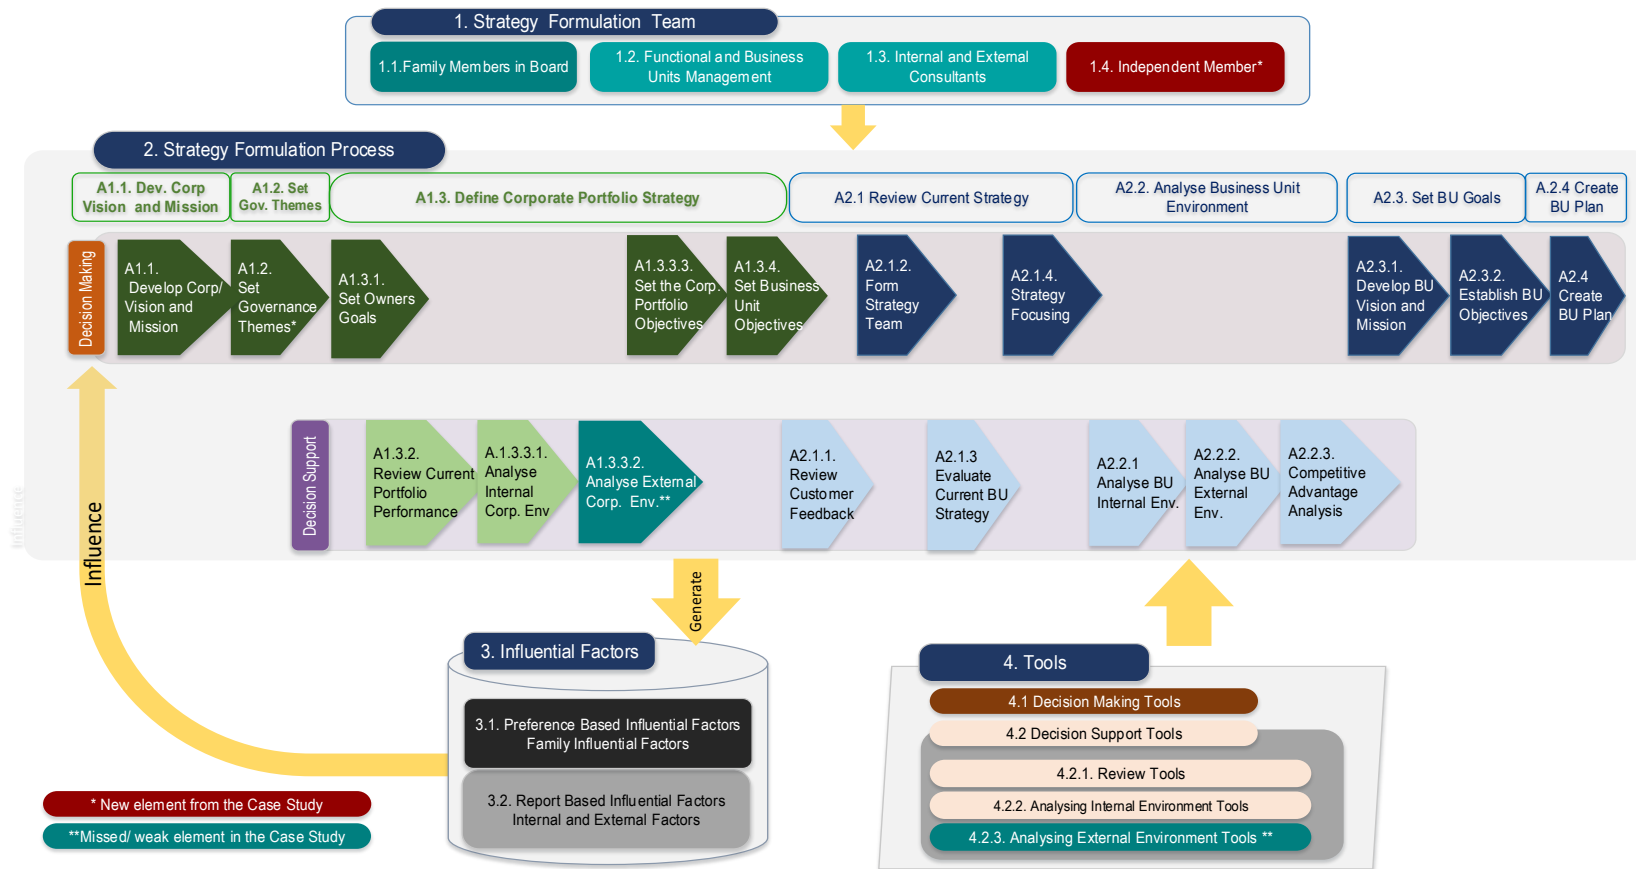 1. Strategy Formulation Team
1.1.Family Members in Board
1.2. Functional and Business
Units Management
1.3. Internal and External
Consultants
1.4. Independent Member*
2. Strategy Formulation Process
A1.1. Dev. Corp
Vision and Mission
A1.2. Set
Gov. Themes
A1.3. Define Corporate Portfolio Strategy
A2.1 Review Current Strategy
A2.2. Analyse Business Unit
Environment
A2.3. Set BU Goals
A.2.4 Create
BU Plan
Decision Making
A1.1.
Develop Corp/
Vision and
Mission
A1.2.
Set
Governance
Themes*
A1.3.1.
Set Owners
Goals
A1.3.3.3.
Set the Corp.
Portfolio
Objectives
A1.3.4.
Set Business
Unit
Objectives
A2.1.2.
Form
Strategy
Team
A2.1.4.
Strategy
Focusing
A2.3.1.
Develop BU
Vision and
Mission
A2.3.2.
Establish BU
Objectives
A2.4
Create
BU Plan
Decision Support
A1.3.2.
Review Current
Portfolio
Performance
A.1.3.3.1.
Analyse
Internal
Corp. Env
A1.3.3.2.
Analyse External
Corp. Env.**
A2.1.1.
Review
Customer
Feedback
A2.1.3
Evaluate
Current BU
Strategy
A2.2.1
Analyse BU
Internal Env.
A2.2.2.
Analyse BU
External
Env.
A2.2.3.
Competitive
Advantage
Analysis
Influence
Influence
Generate
3. Influential Factors
3.1. Preference Based Influential Factors
Family Influential Factors
3.2. Report Based Influential Factors
Internal and External Factors
4. Tools
4.1 Decision Making Tools
4.2 Decision Support Tools
4.2.1. Review Tools
4.2.2. Analysing Internal Environment Tools
4.2.3. Analysing External Environment Tools **
* New element from the Case Study
**Missed/ weak element in the Case Study